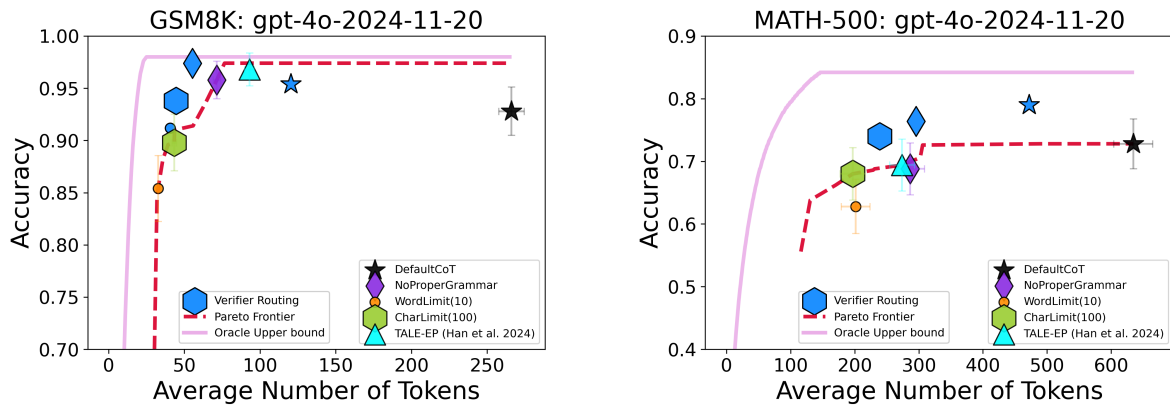 GSM8K: gpt-4o-2024-11-20
1.00
0.95
0.90
0.85
0.80
0.75
0.70
Accuracy
0
50
100
150
200
250
Average Number of Tokens
Verifier Routing
Pareto Frontier
Oracle Upper bound
DefaultCoT
NoProperGrammar
WordLimit(10)
CharLimit(100)
TALE-EP (Han et al. 2024)
MATH-500: gpt-4o-2024-11-20
0.9
0.8
0.7
0.6
0.5
0.4
Accuracy
0
100
200
300
400
500
600
Average Number of Tokens
Verifier Routing
Pareto Frontier
Oracle Upper bound
DefaultCoT
NoProperGrammar
WordLimit(10)
CharLimit(100)
TALE-EP (Han et al. 2024)